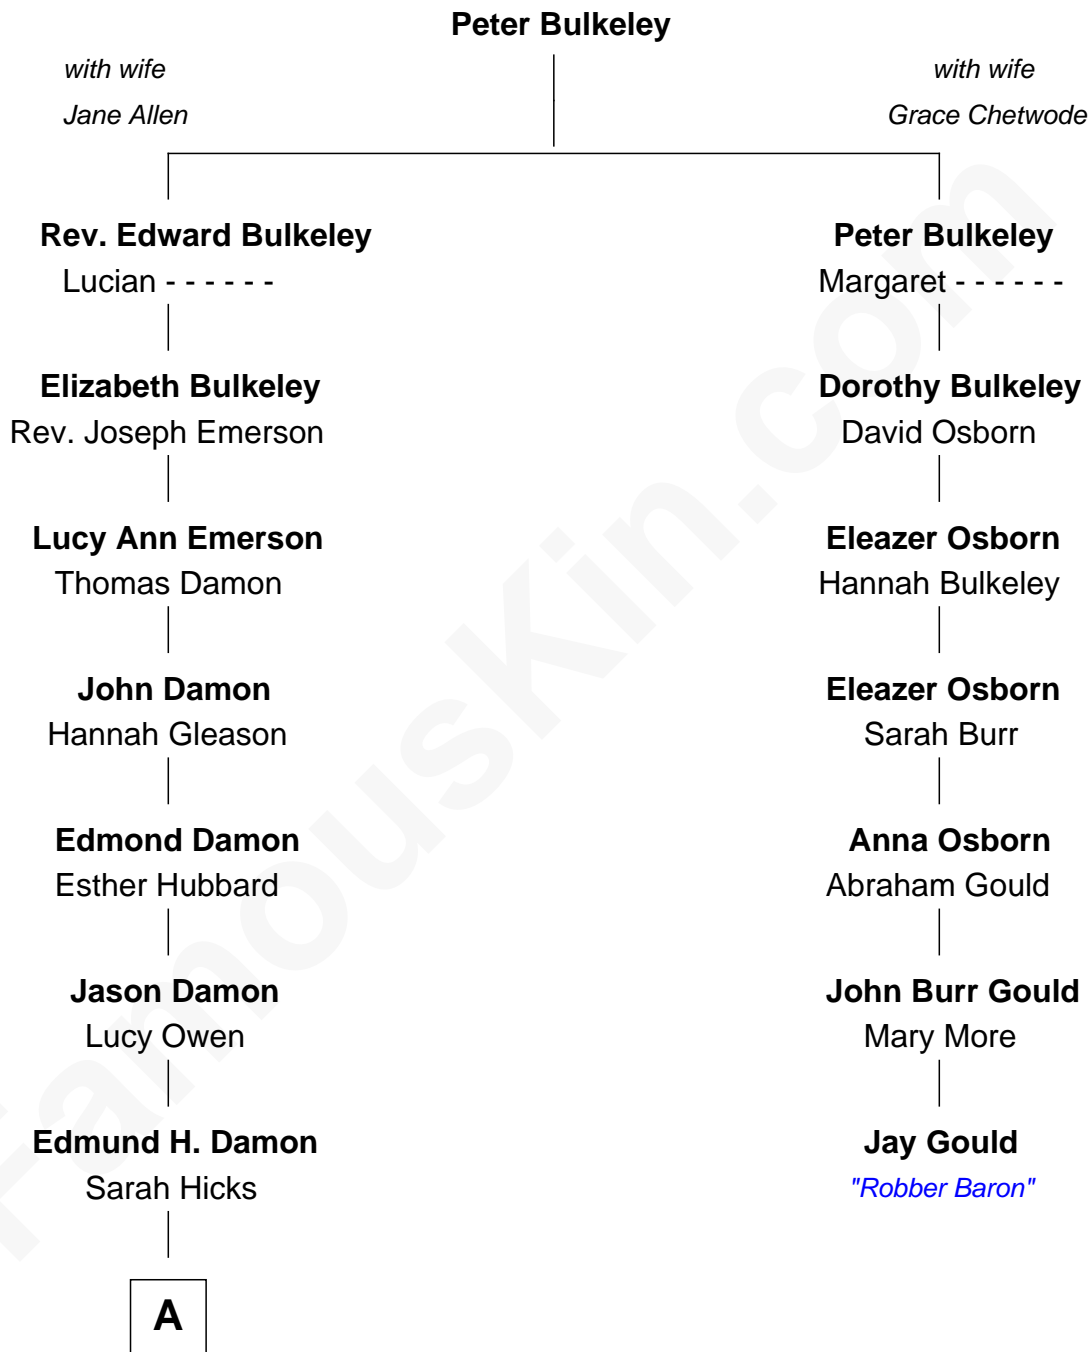 Peter Bulkeley
with wife
Jane Allen
with wife
Grace Chetwode
Rev. Edward Bulkeley
Lucian - - - - - -
Elizabeth Bulkeley
Rev. Joseph Emerson
Lucy Ann Emerson
Thomas Damon
John Damon
Hannah Gleason
Edmond Damon
Esther Hubbard
Jason Damon
Lucy Owen
Edmund H. Damon
Sarah Hicks
A
Peter Bulkeley
Margaret - - - - - -
Dorothy Bulkeley
David Osborn
Eleazer Osborn
Hannah Bulkeley
Eleazer Osborn
Sarah Burr
Anna Osborn
Abraham Gould
John Burr Gould
Mary More
Jay Gould
"Robber Baron"
FamousKin.com